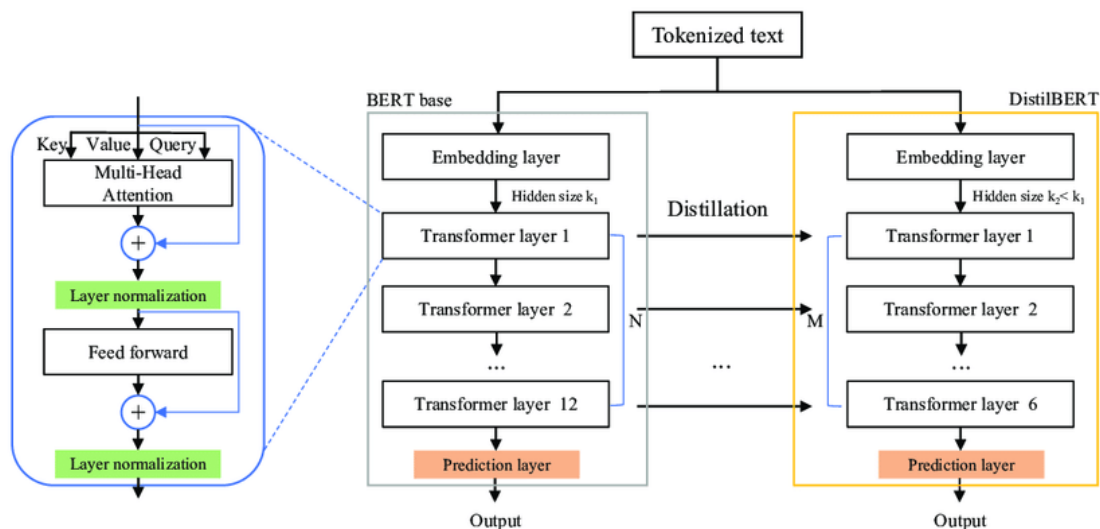 Tokenized text
BERT base
DistilBERT
Key Value Query
Multi-Head
Attention
+
Layer normalization
Feed forward
+
Layer normalization
Embedding layer
Hidden size k₁
Transformer layer 1
Transformer layer 2
...
Transformer layer 12
N
Prediction layer
Output
Distillation
...
Embedding layer
Hidden size k₂< k₁
Transformer layer 1
Transformer layer 2
...
Transformer layer 6
M
Prediction layer
Output